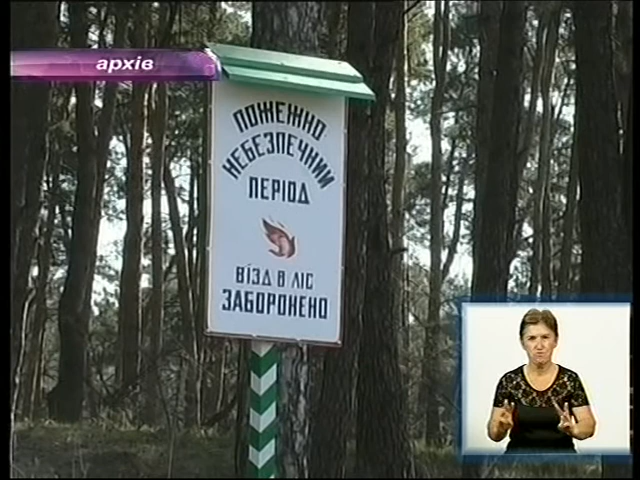 архів
ПОЖЕЖНО
НЕБЕЗПЕЧНИЙ
ПЕРІОД
ВЇЗД В ЛІС
ЗАБОРОНЕНО